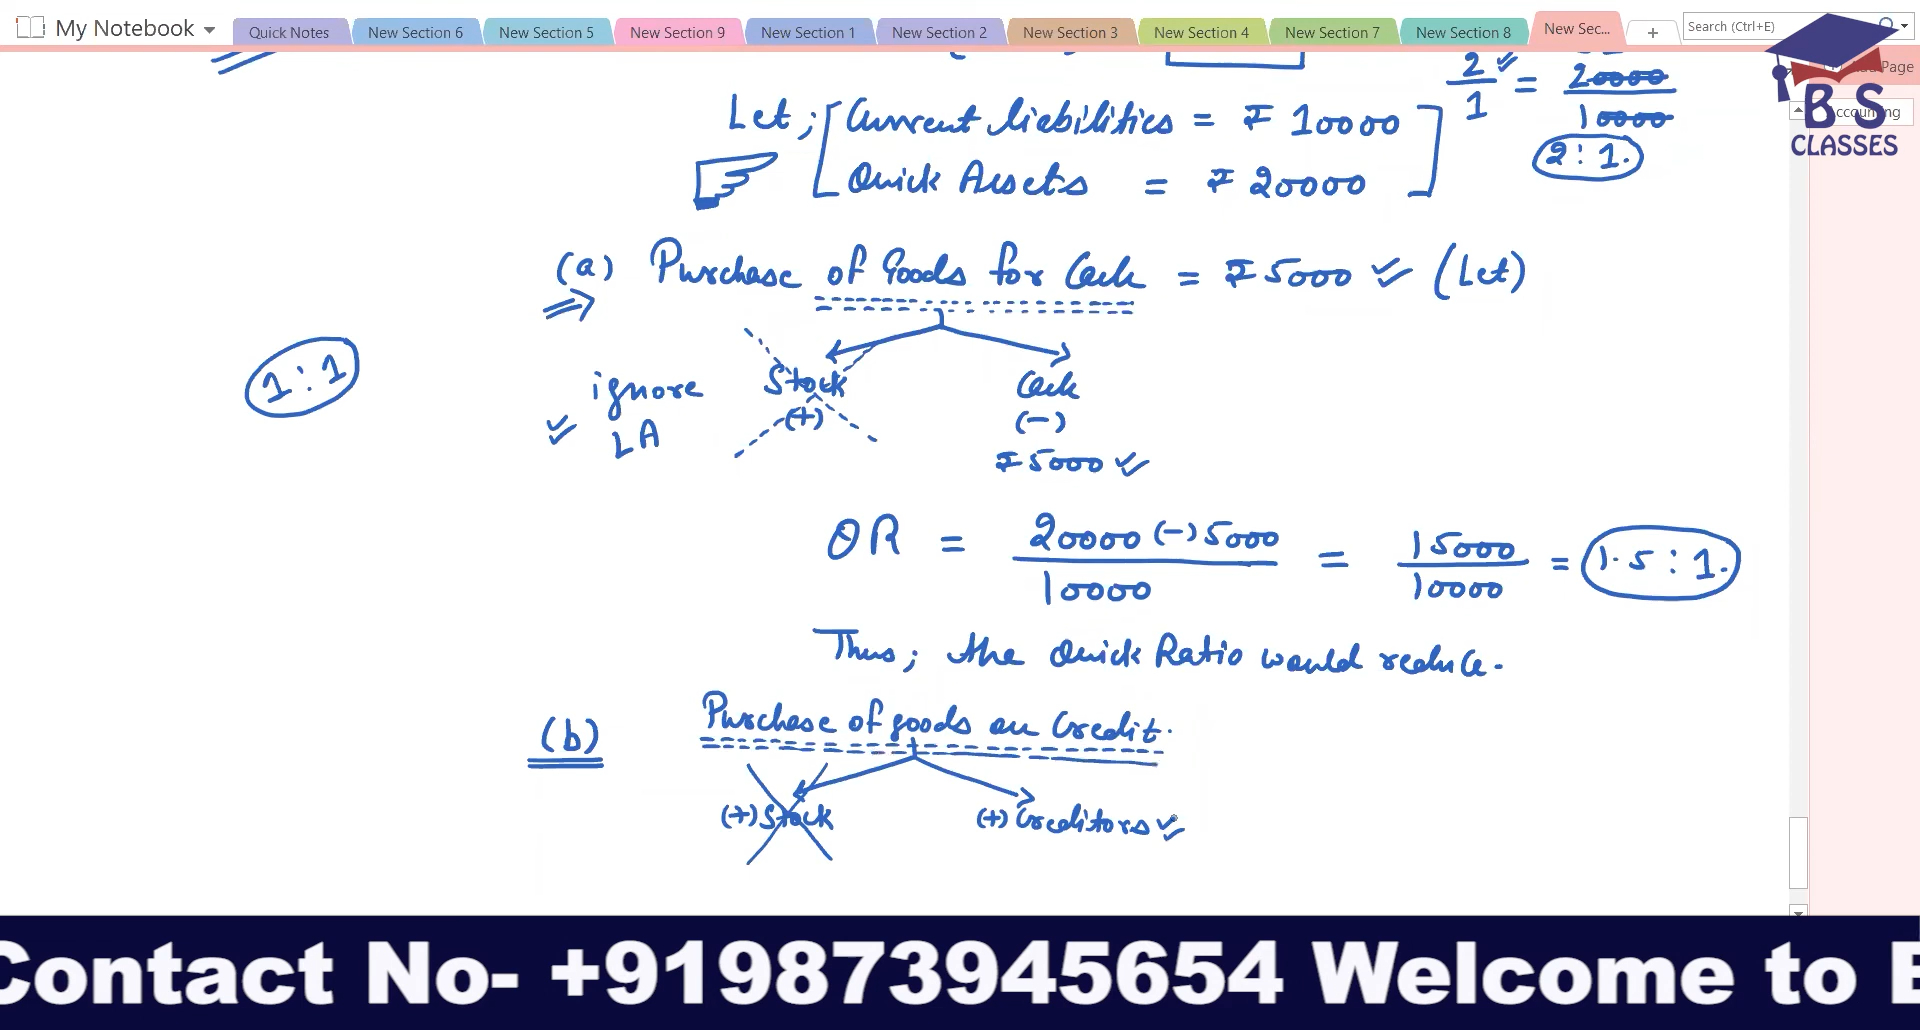 My Notebook
Quick Notes
New Section 6
New Section 5
New Section 9
New Section 1
New Section 2
New Section 3
New Section 4
New Section 7
New Section 8
New Sec...
+
Search (Ctrl+E)
Page
ccounting
BS
CLASSES
Let; Current liabilities = ₹ 10000
Quick Assets = ₹ 20000
2/1 = 20000/10000
2 : 1.
(a) Purchase of Goods for Cash = ₹ 5000 (Let)
1 : 1
ignore
LA
Stock
(+)
Cash
(-)
₹ 5000
QR = 20000 (-) 5000 / 10000 = 15000 / 10000 = 1.5 : 1.
Thus; the Quick Ratio would reduce.
(b) Purchase of goods on Credit.
(+) Stock (+) Creditors
Contact No- +919873945654 Welcome to B